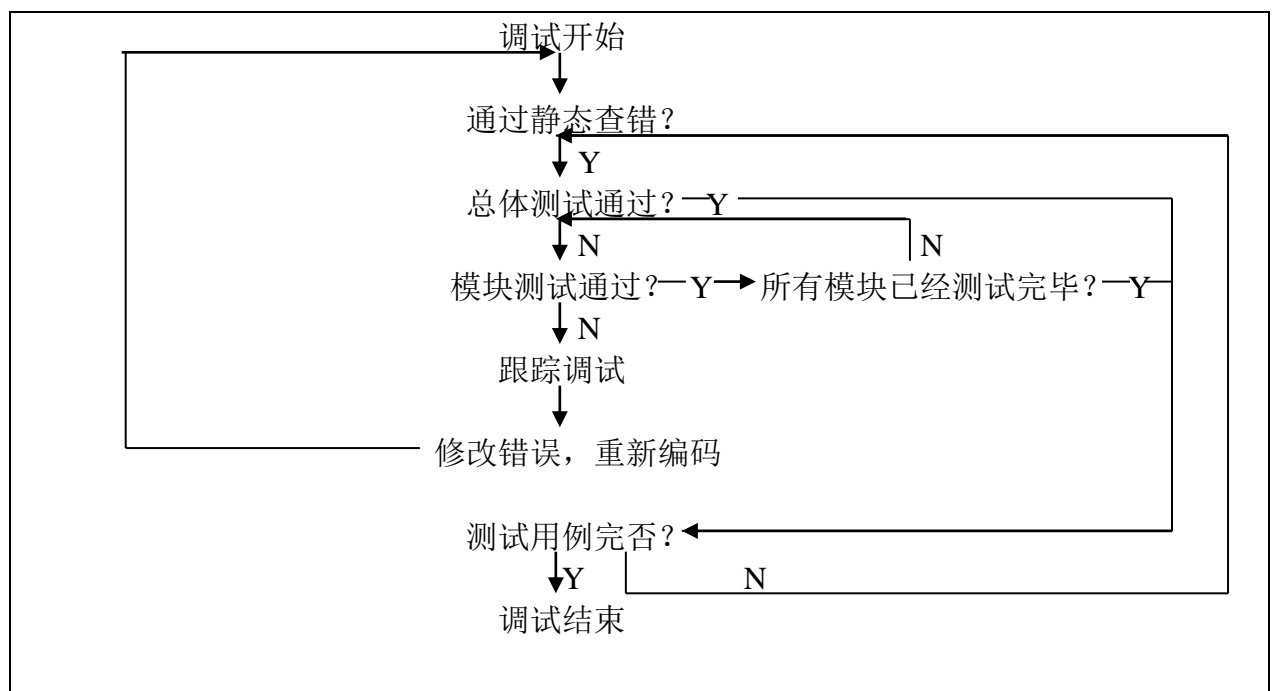 调试开始
通过静态查错？
Y
总体测试通过？ Y
N N
模块测试通过？ Y 所有模块已经测试完毕？ Y
N
跟踪调试
修改错误，重新编码
测试用例完否？
Y N
调试结束